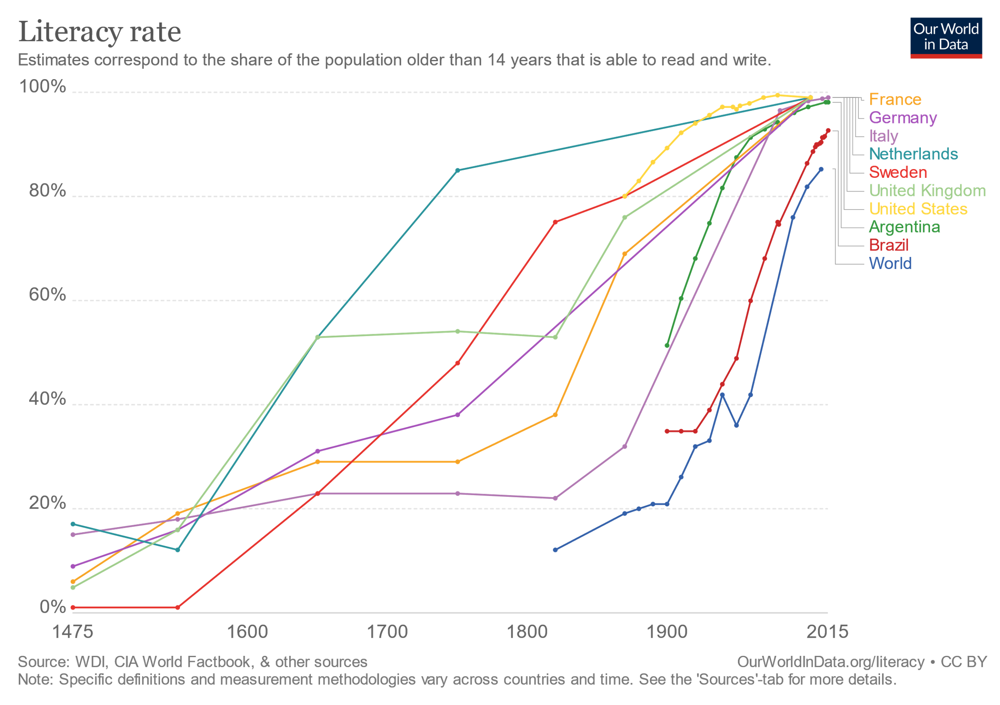 Literacy rate
Our World
in Data
Estimates correspond to the share of the population older than 14 years that is able to read and write.
100%
80%
60%
40%
20%
0%
1475
1600
1700
1800
1900
2015
France
Germany
Italy
Netherlands
Sweden
United Kingdom
United States
Argentina
Brazil
World
Source: WDI, CIA World Factbook, & other sources
OurWorldInData.org/literacy • CC BY
Note: Specific definitions and measurement methodologies vary across countries and time. See the 'Sources'-tab for more details.